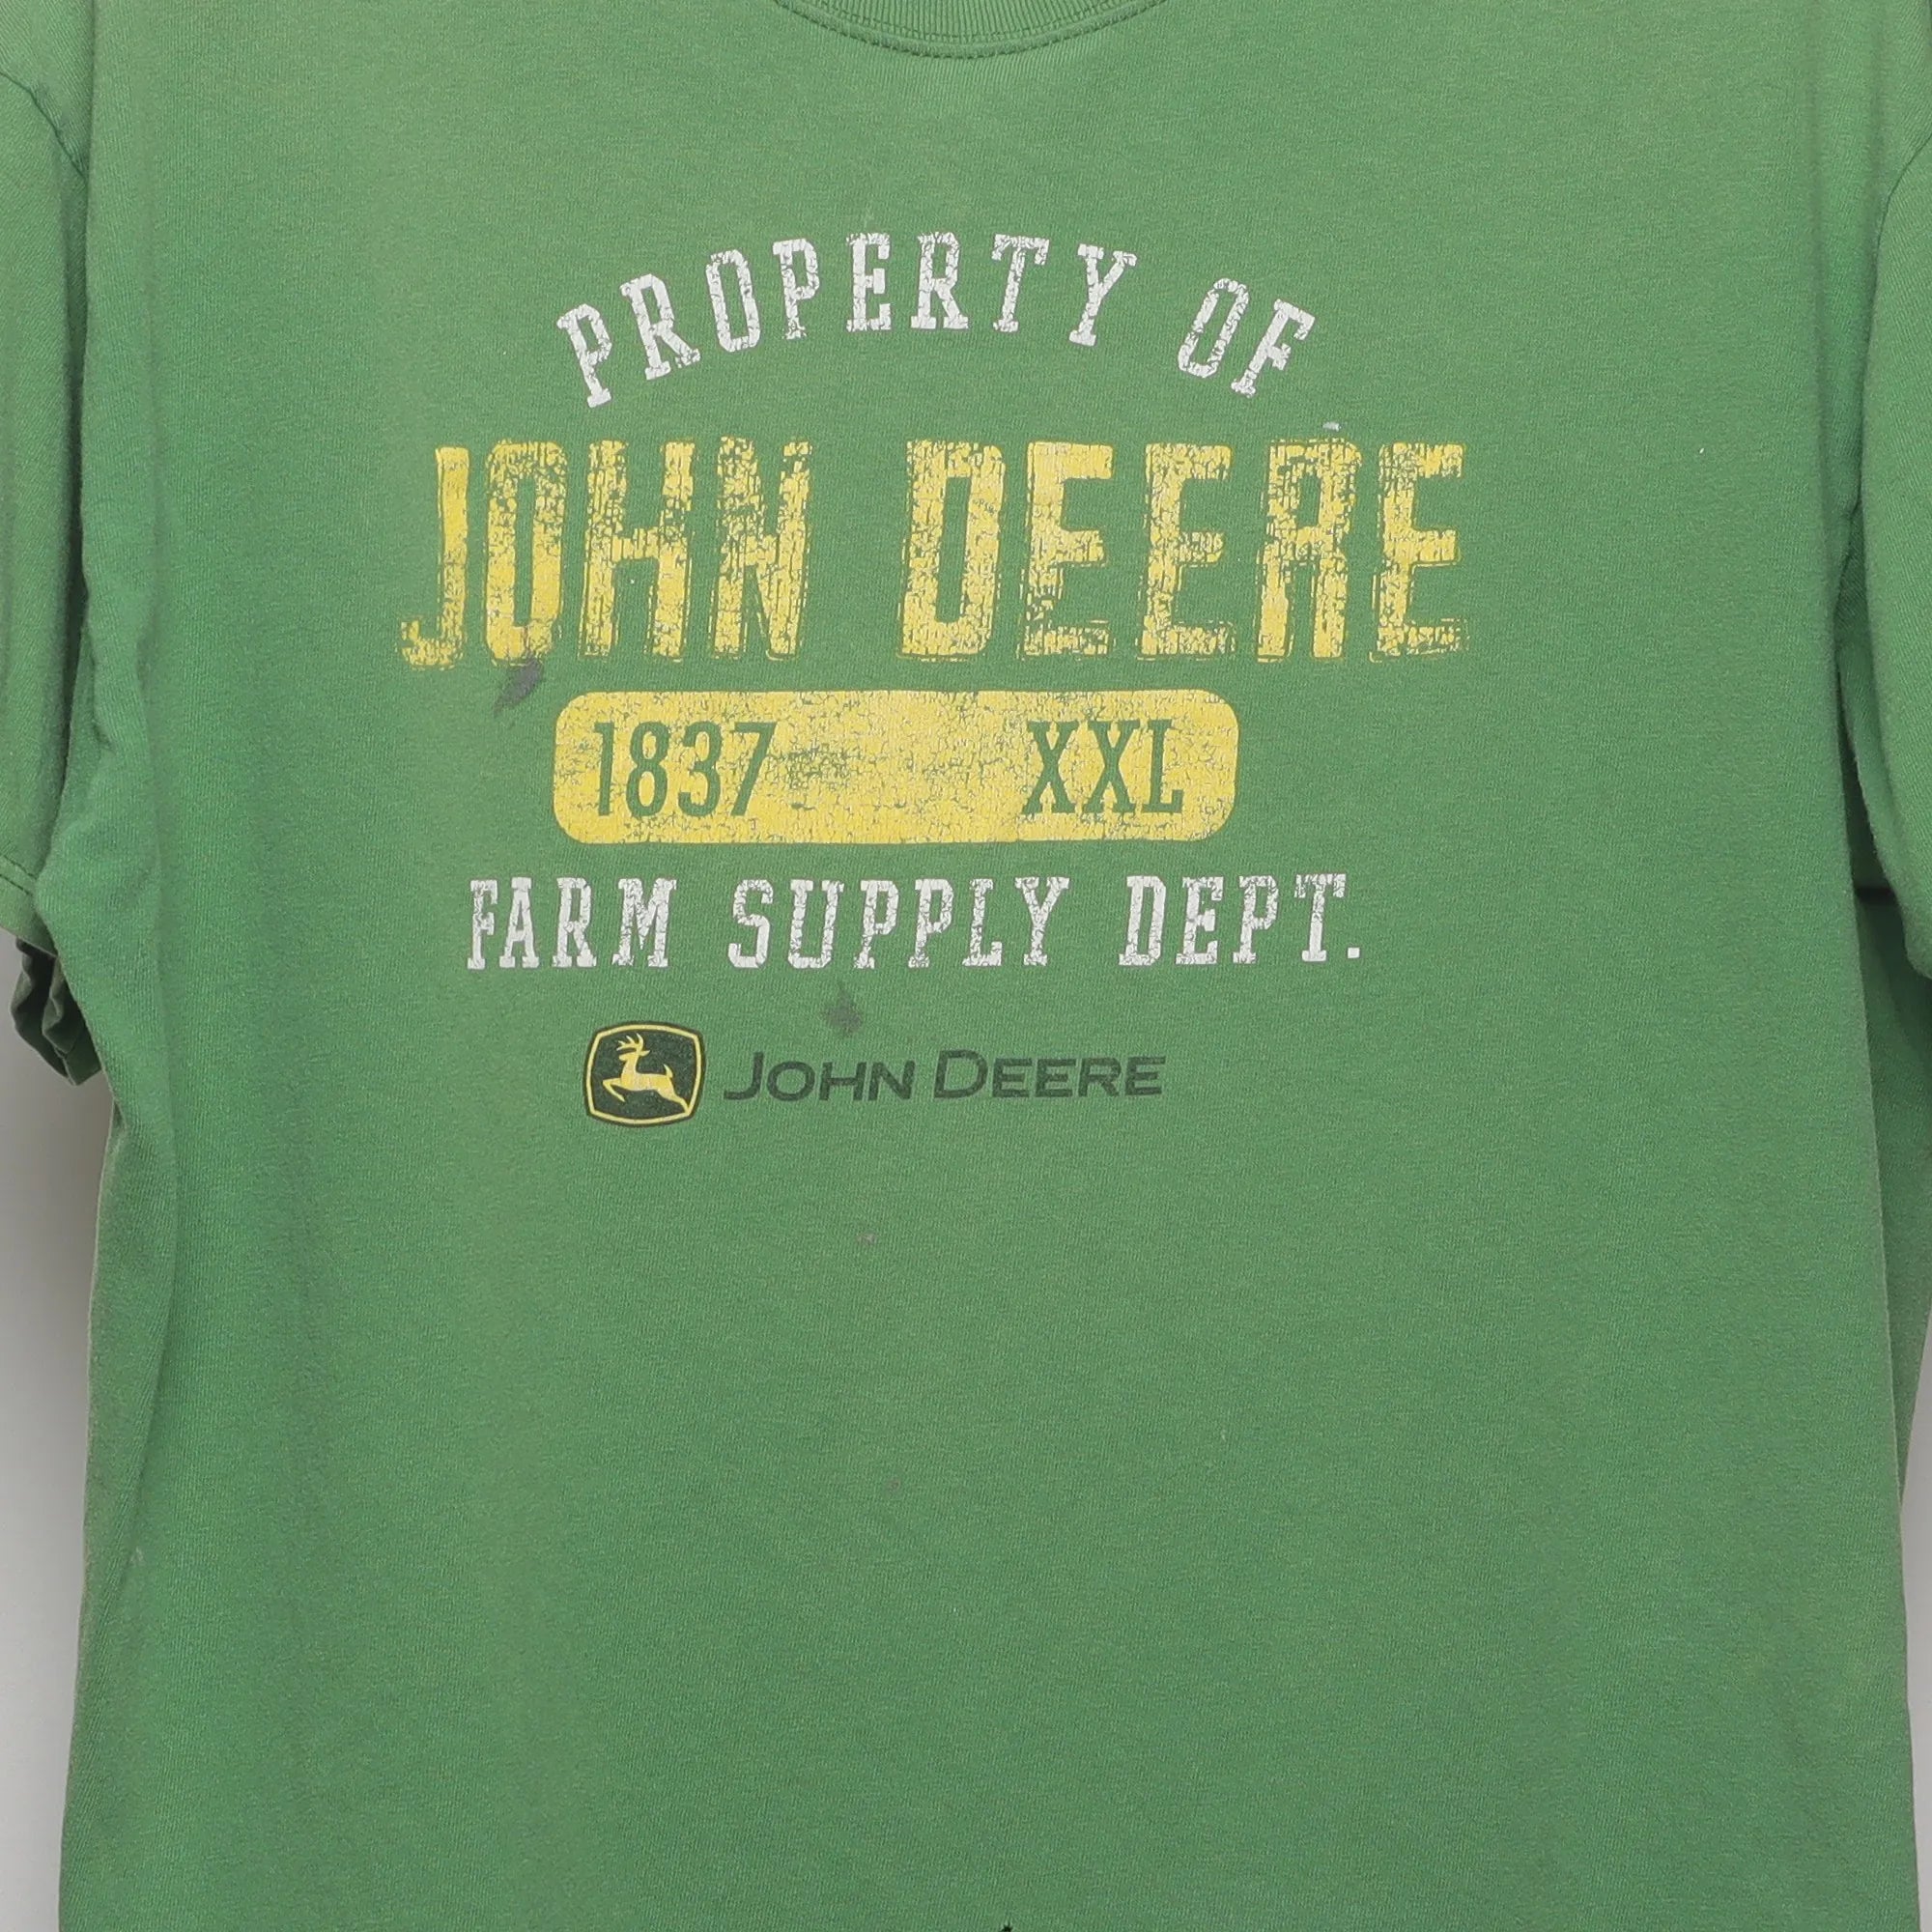 PROPERTY OF
JOHN DEERE
1837 XXL
FARM SUPPLY DEPT.
JOHN DEERE